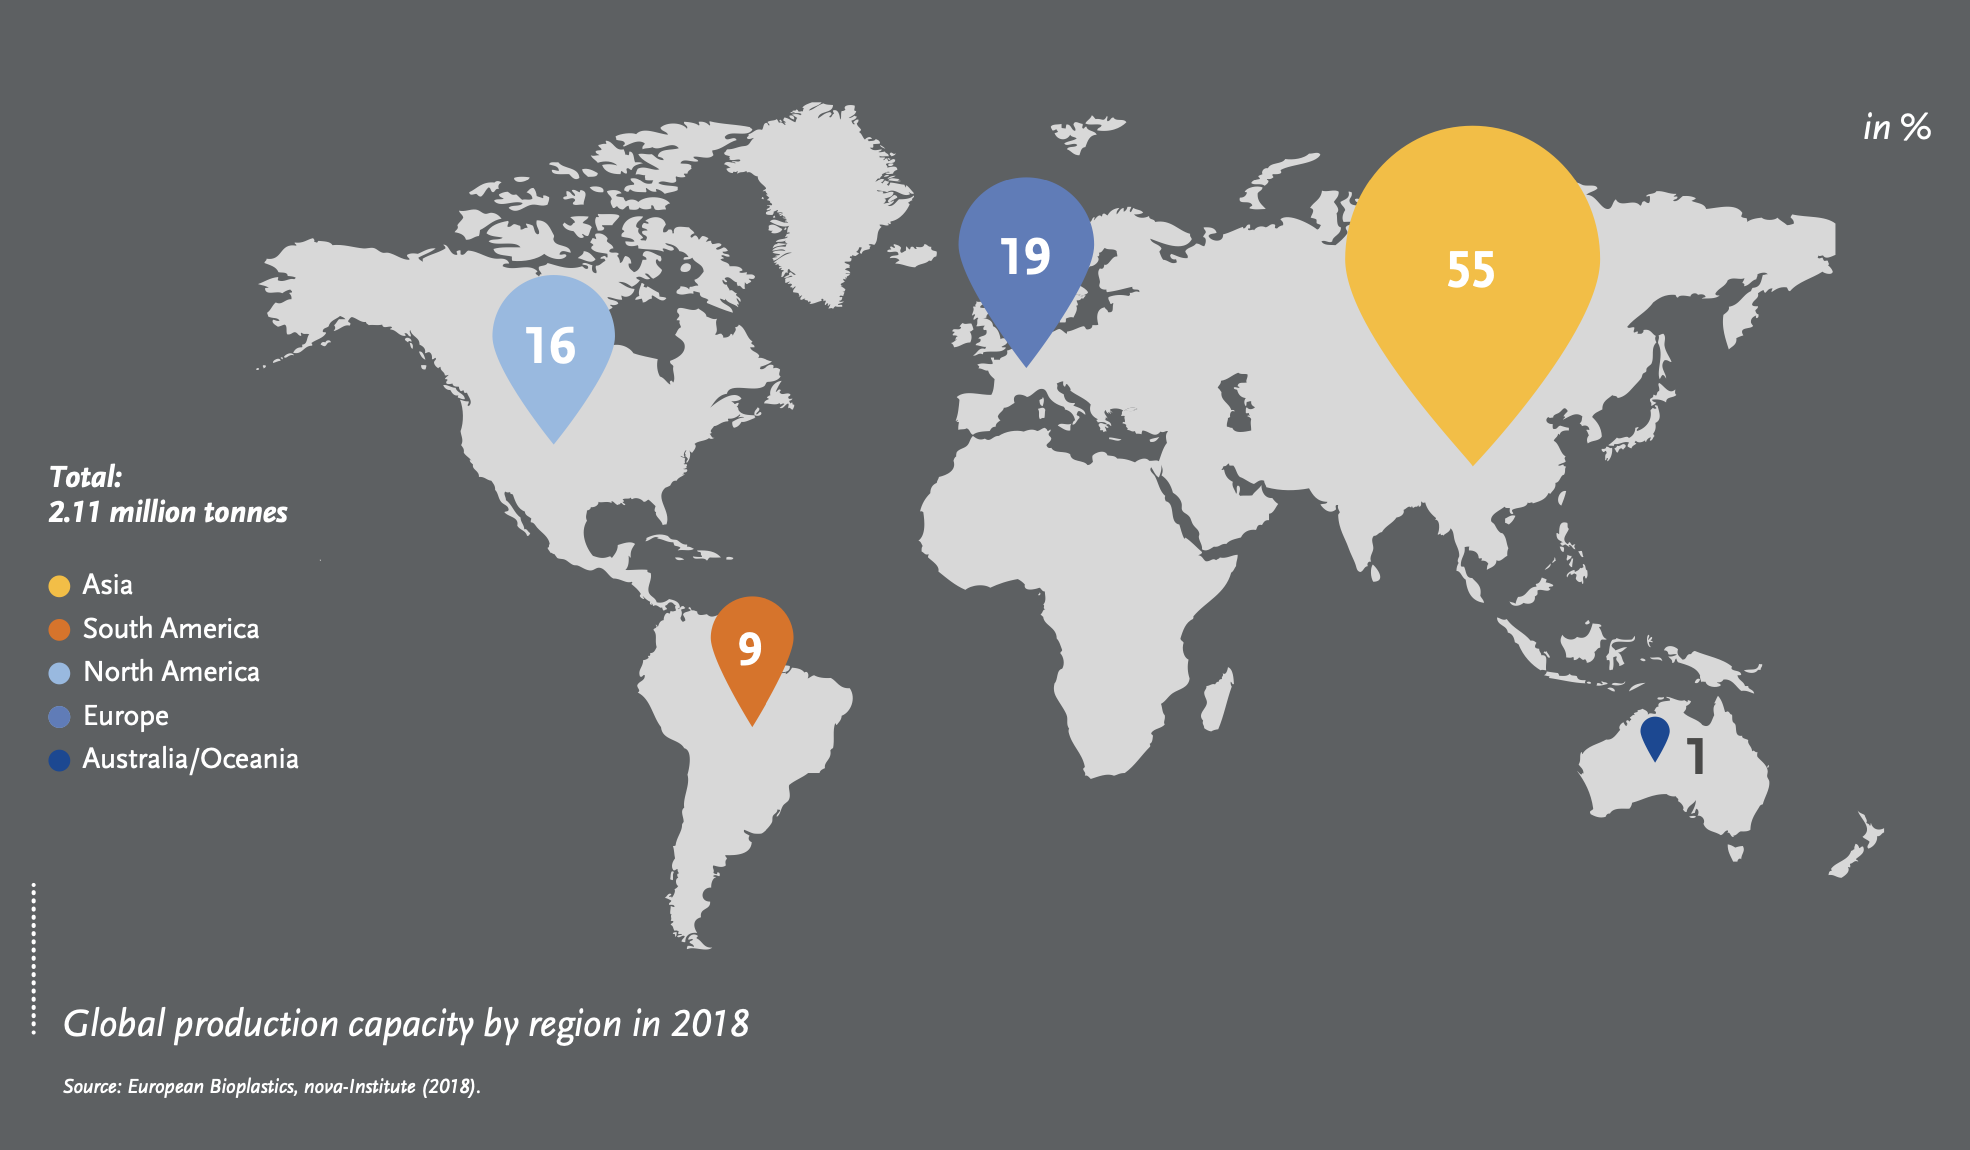 in %
19
55
16
Total:
2.11 million tonnes
Asia
South America
North America
Europe
Australia/Oceania
9
1
Global production capacity by region in 2018
Source: European Bioplastics, nova-Institute (2018).